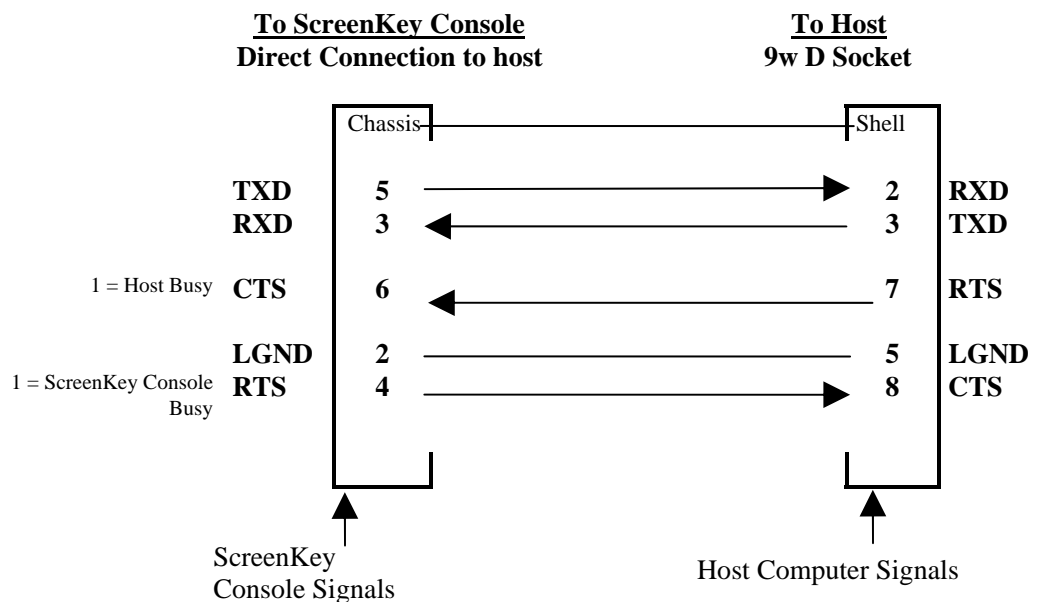 To ScreenKey Console
Direct Connection to host
To Host
9w D Socket
Chassis
Shell
TXD 5 2 RXD
RXD 3 3 TXD
1 = Host Busy CTS 6 7 RTS
LGND 2 5 LGND
1 = ScreenKey Console
Busy
RTS 4 8 CTS
ScreenKey
Console Signals
Host Computer Signals